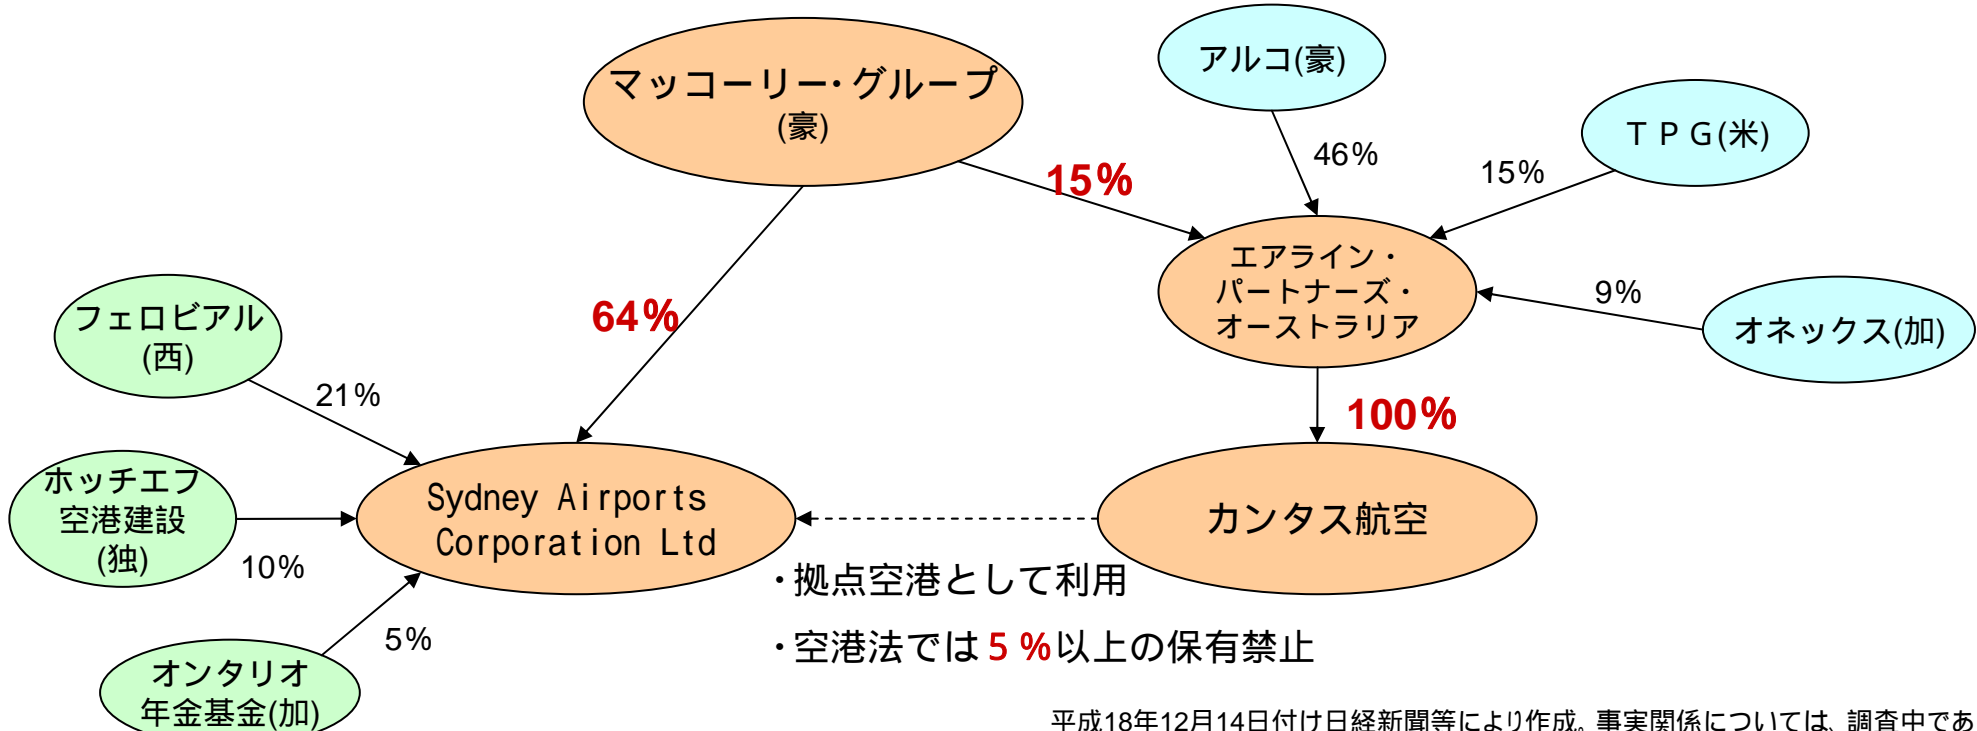 マッコーリー・グループ
(豪)
アルコ(豪)
ＴＰＧ(米)
15%
46%
15%
エアライン・
パートナーズ・
オーストラリア
9%
オネックス(加)
64%
フェロビアル
(西)
21%
100%
ホッチエフ
空港建設
(独)
10%
Sydney Airports
Corporation Ltd
カンタス航空
・拠点空港として利用
・空港法では５％以上の保有禁止
5%
オンタリオ
年金基金(加)
平成18年12月14日付け日経新聞等により作成。事実関係については、調査中であ